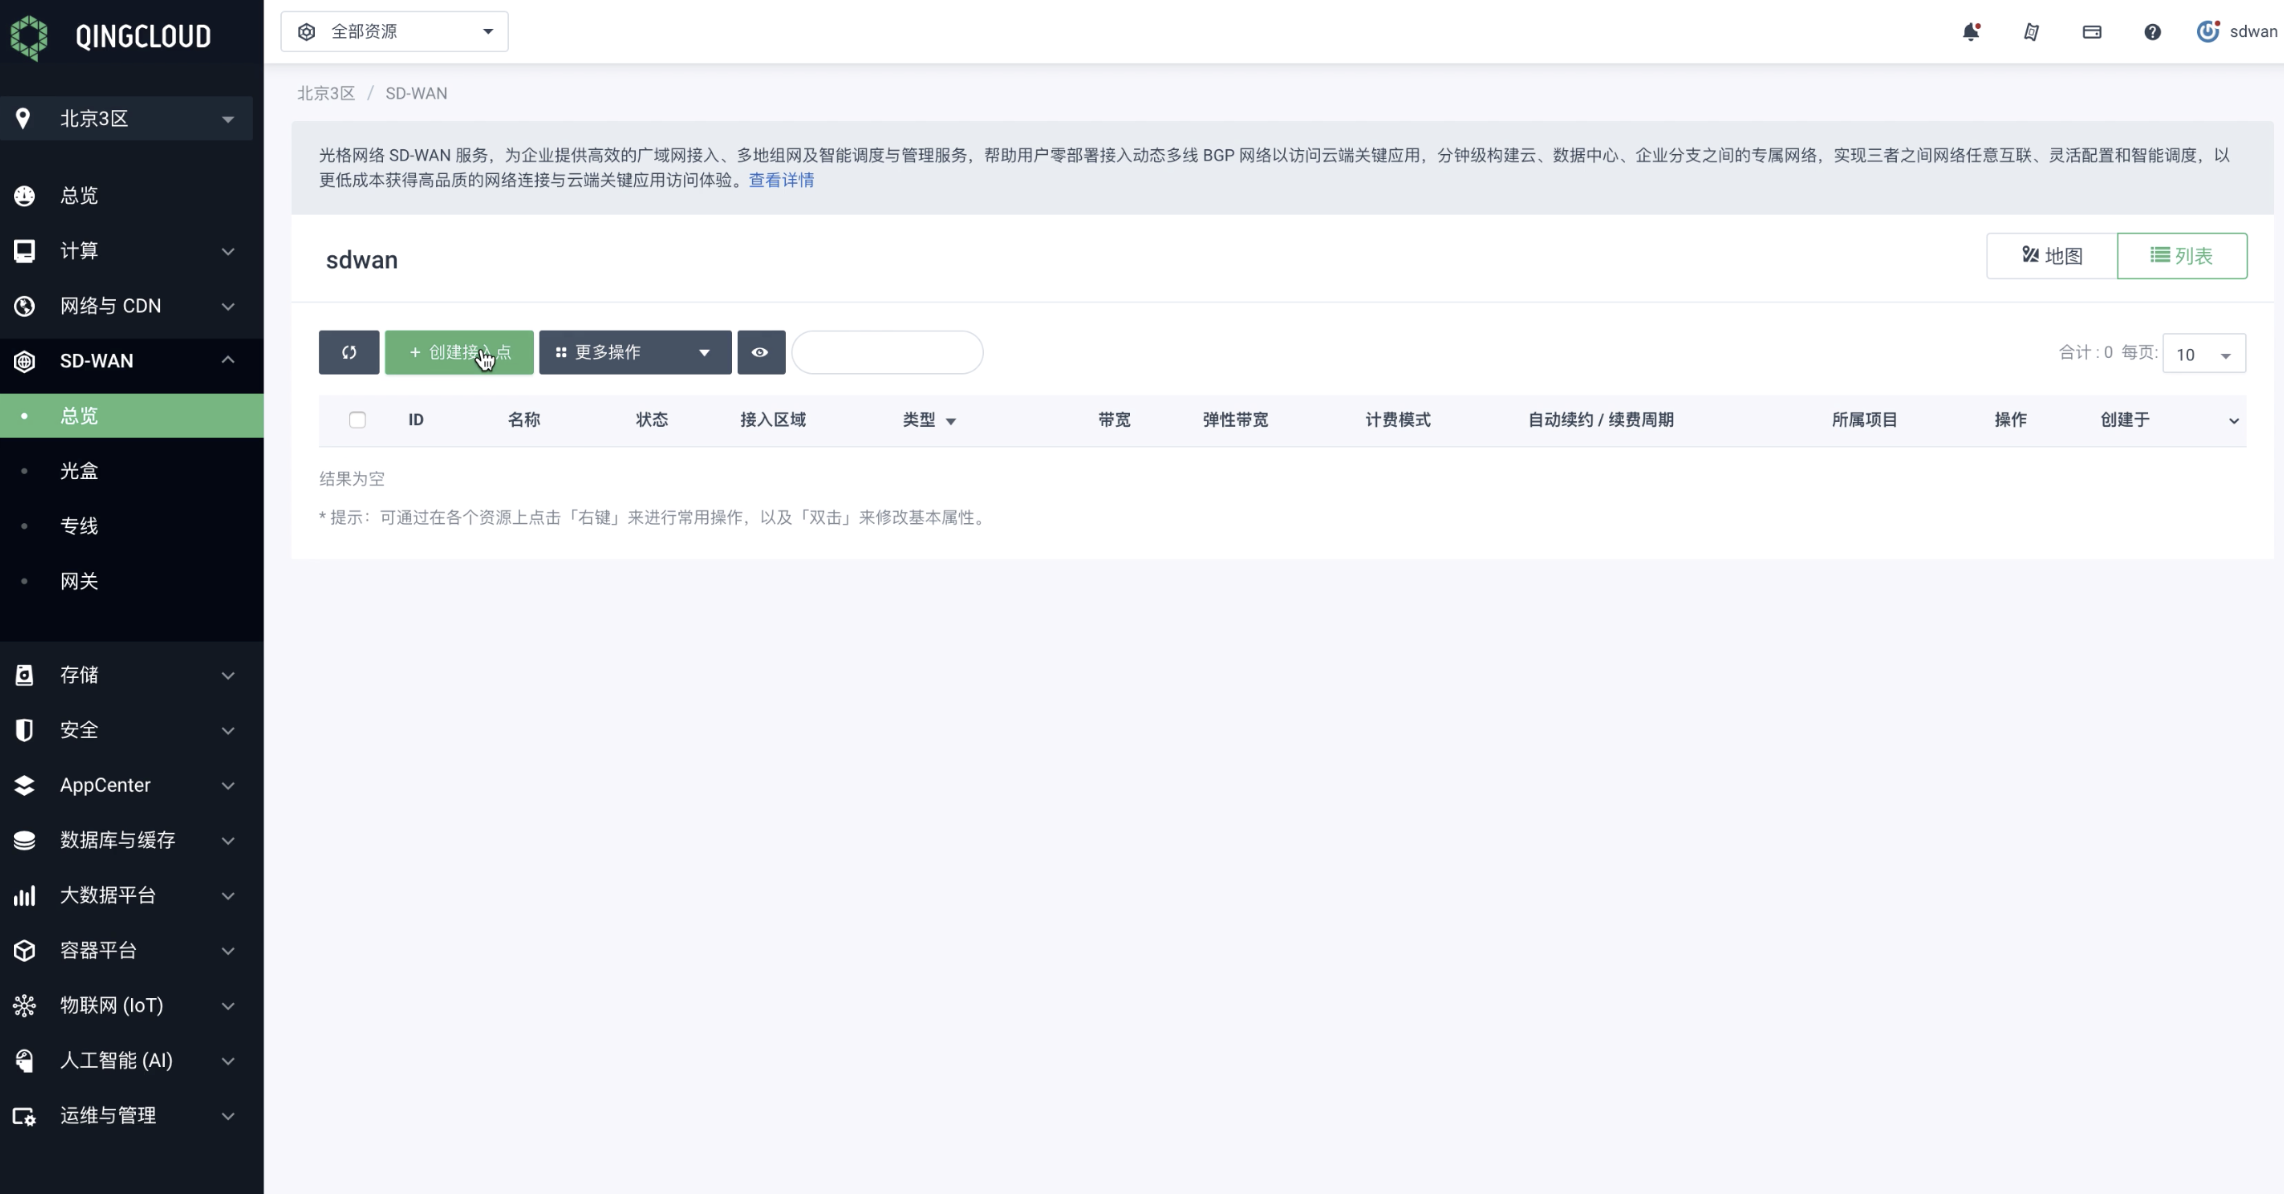 QINGCLOUD
全部资源
sdwan
北京3区
总览
计算
网络与 CDN
SD-WAN
总览
光盒
专线
网关
存储
安全
AppCenter
数据库与缓存
大数据平台
容器平台
物联网 (IoT)
人工智能 (AI)
运维与管理
北京3区 / SD-WAN
光格网络 SD-WAN 服务，为企业提供高效的广域网接入、多地组网及智能调度与管理服务，帮助用户零部署接入动态多线 BGP 网络以访问云端关键应用，分钟级构建云、数据中心、企业分支之间的专属网络，实现三者之间网络任意互联、灵活配置和智能调度，以
更低成本获得高品质的网络连接与云端关键应用访问体验。查看详情
sdwan
地图 列表
+ 创建接入点 更多操作 合计 : 0 每页: 10
ID 名称 状态 接入区域 类型 带宽 弹性带宽 计费模式 自动续约 / 续费周期 所属项目 操作 创建于
结果为空
* 提示：可通过在各个资源上点击「右键」来进行常用操作，以及「双击」来修改基本属性。